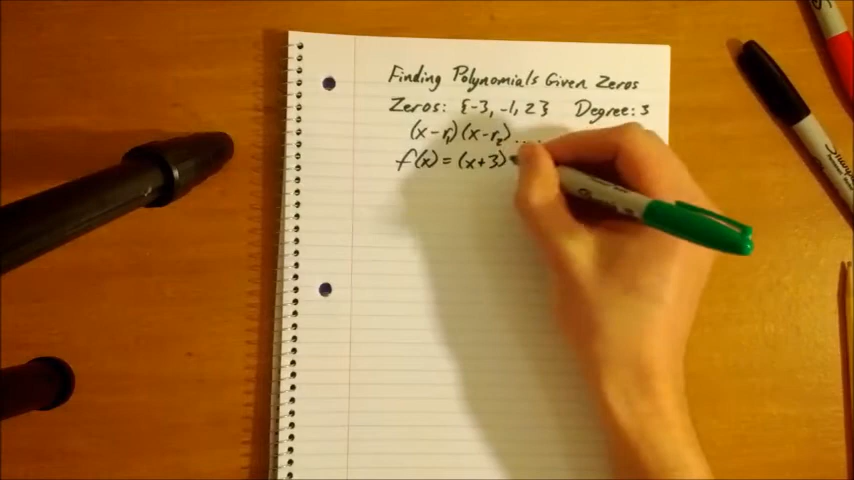 Finding Polynomials Given Zeros
Zeros: {-3, -1, 2} Degree: 3
(x-r₁)(x-r₂)....
f(x) = (x+3)